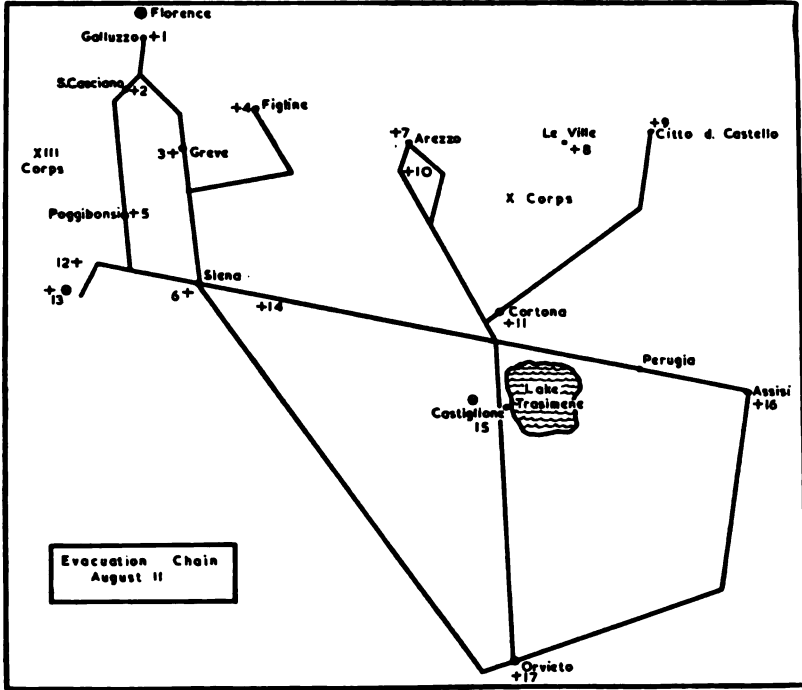 Florence
Galluzzo +1
S.Casciano +2
+4 Figline
+7 Arezzo
Le Ville
+8
+9
Citto d. Castello
3+ Greve
XIII
Corps
+10
X Corps
Poggibonsi +5
12+
+
13
Siena
6+
+14
Cortona
+11
Perugia
Lake
Trasimene
Castiglione
15
Assisi
+16
Evacuation Chain
August 11
Orvieto
+17